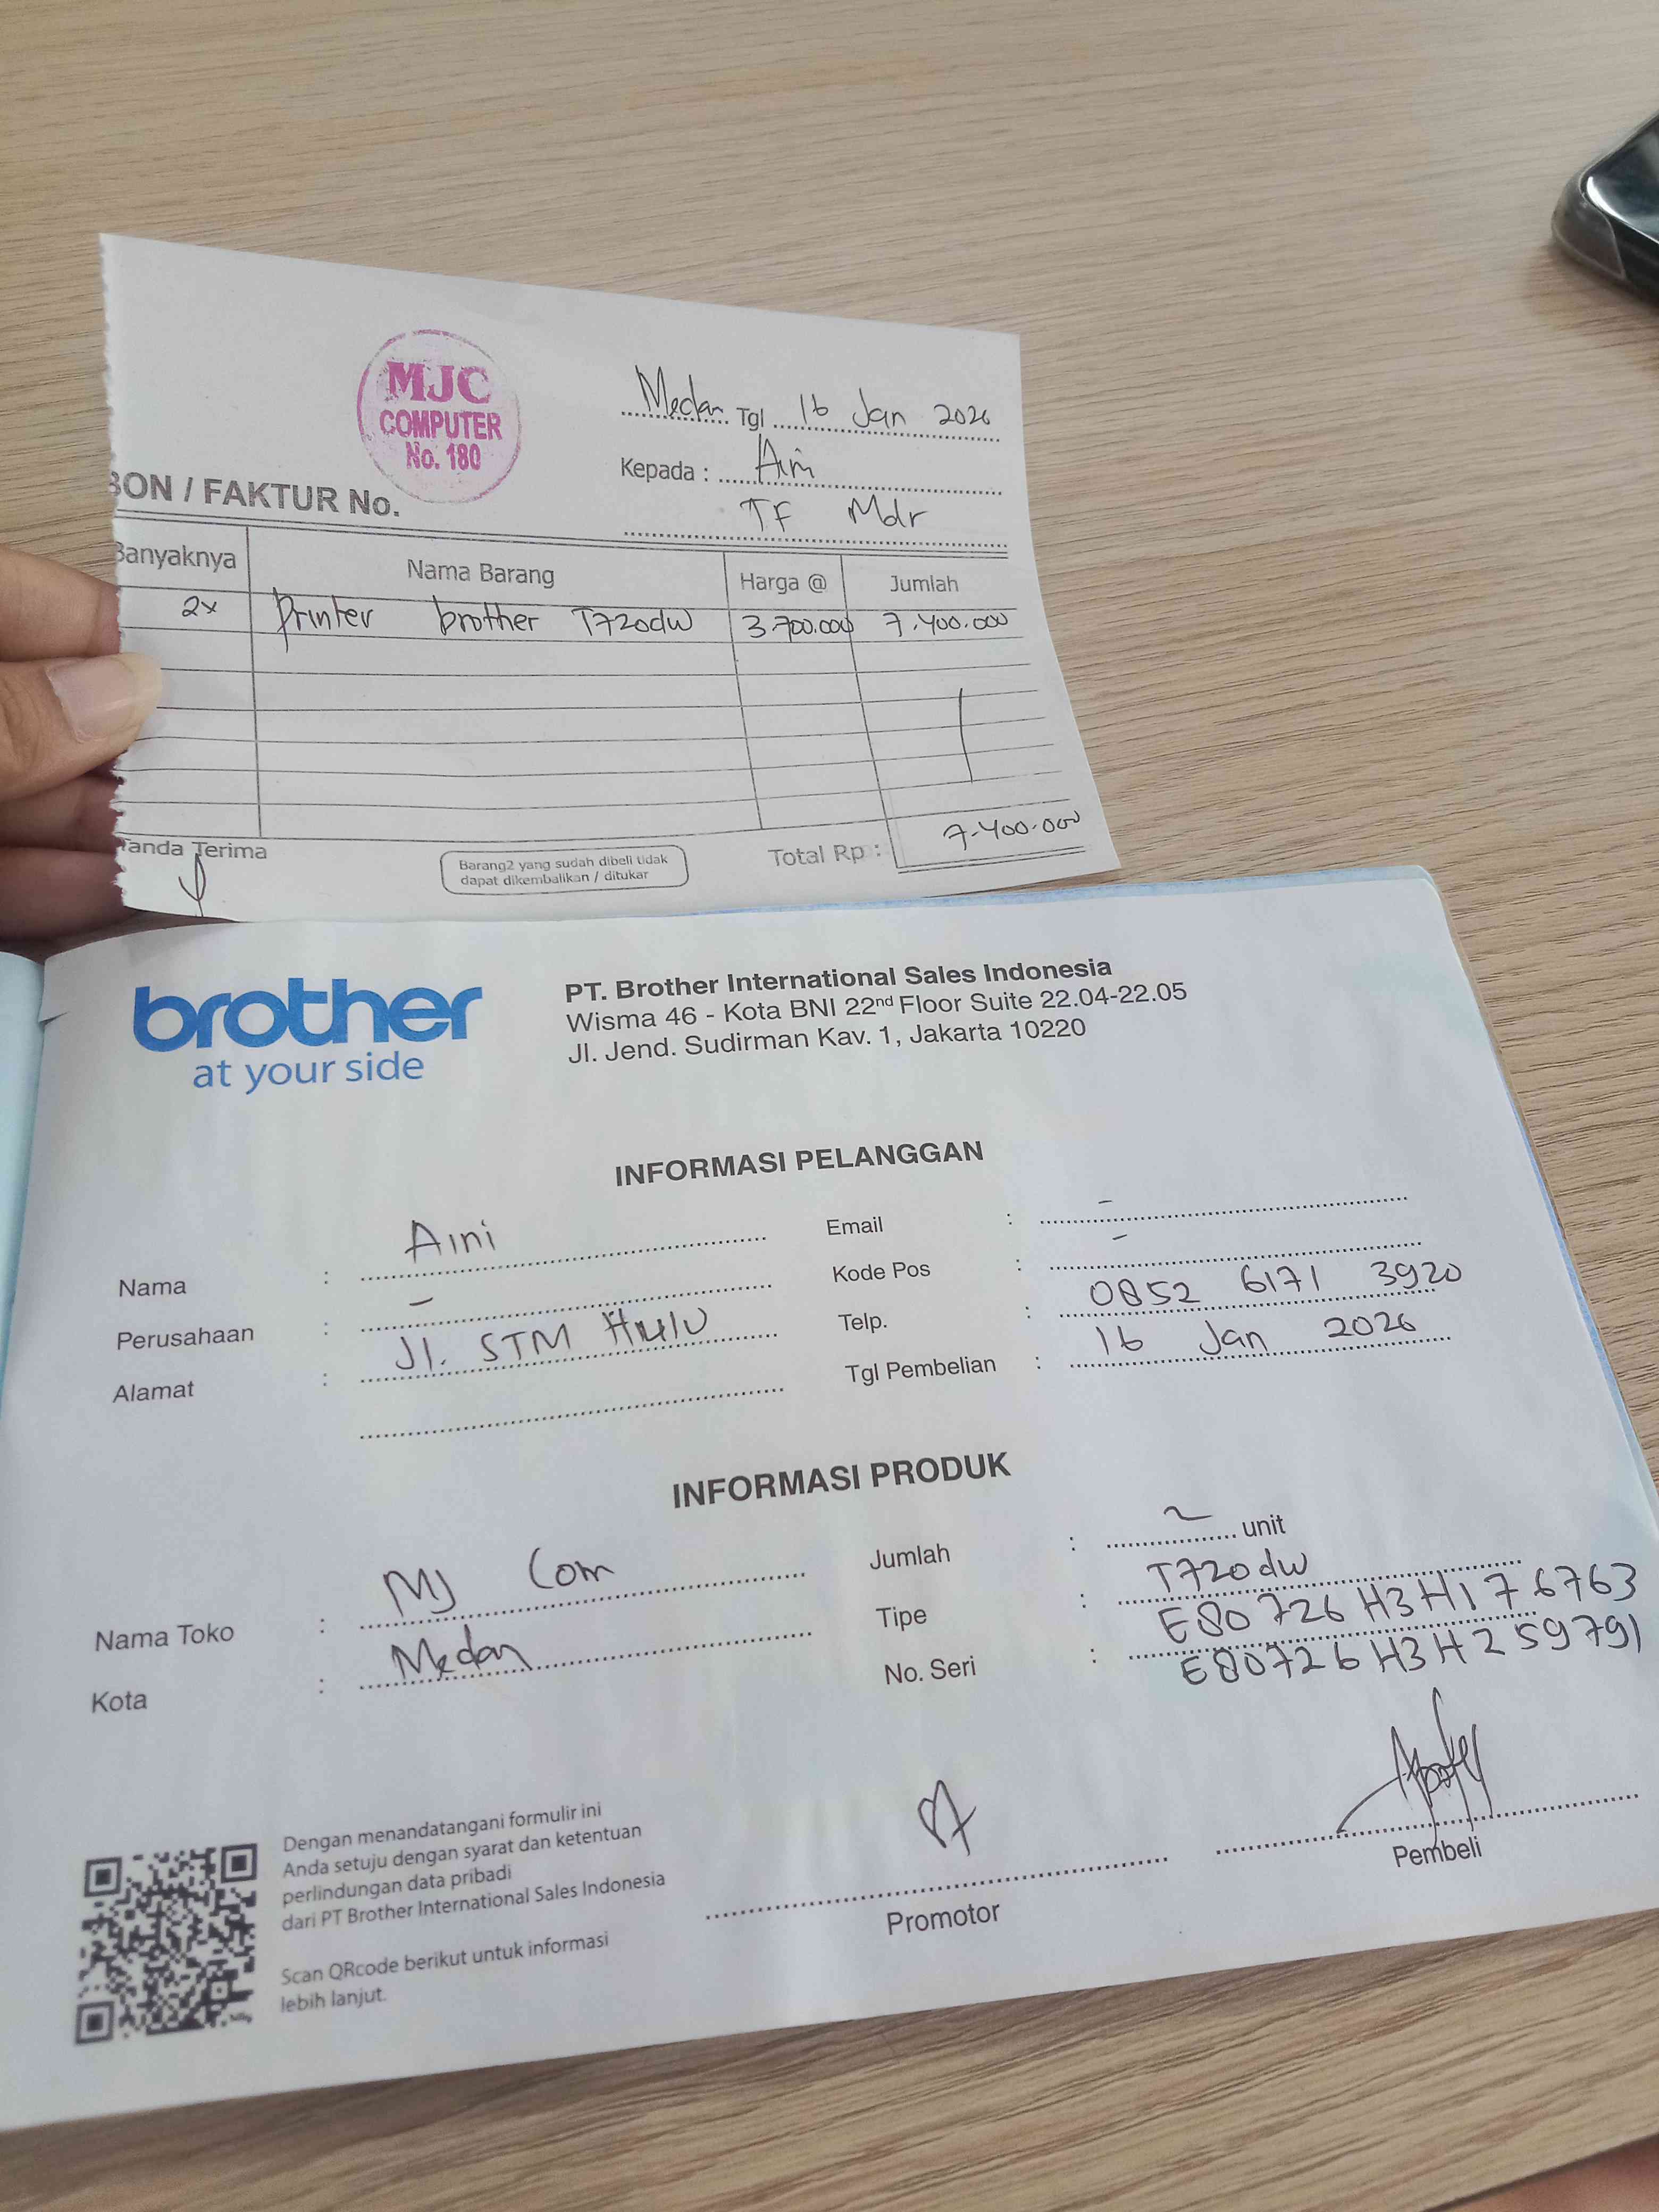 MJC
COMPUTER
No. 180
Medan Tgl 16 Jan 2026
Kepada : Aini
TF Mdr
BON / FAKTUR No.
Banyaknya Nama Barang Harga @ Jumlah
2x Printer brother T720dw 3.700.000 7.400.000
Tanda Terima
Barang2 yang sudah dibeli tidak
dapat dikembalikan / ditukar
Total Rp : 7.400.000
brother
at your side
PT. Brother International Sales Indonesia
Wisma 46 - Kota BNI 22nd Floor Suite 22.04-22.05
Jl. Jend. Sudirman Kav. 1, Jakarta 10220
INFORMASI PELANGGAN
Nama : Aini
Perusahaan : -
Alamat : Jl. STM Hulu
Email : -
Kode Pos : -
Telp. : 0852 6171 3920
Tgl Pembelian : 16 Jan 2026
INFORMASI PRODUK
Nama Toko : MJ Com
Kota : Medan
Jumlah : 2 unit
Tipe : T720dw
No. Seri : E80726H3H176763
E80726H3H259791
Dengan menandatangani formulir ini
Anda setuju dengan syarat dan ketentuan
perlindungan data pribadi
dari PT Brother International Sales Indonesia
Scan QRcode berikut untuk informasi
lebih lanjut.
Promotor
Pembeli